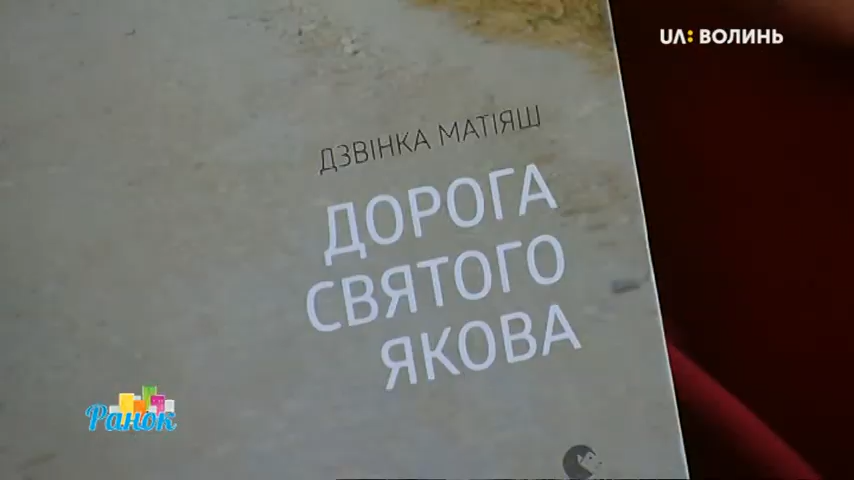 UA: ВОЛИНЬ
ДЗВІНКА МАТІЯШ
ДОРОГА
СВЯТОГО
ЯКОВА
Ранок